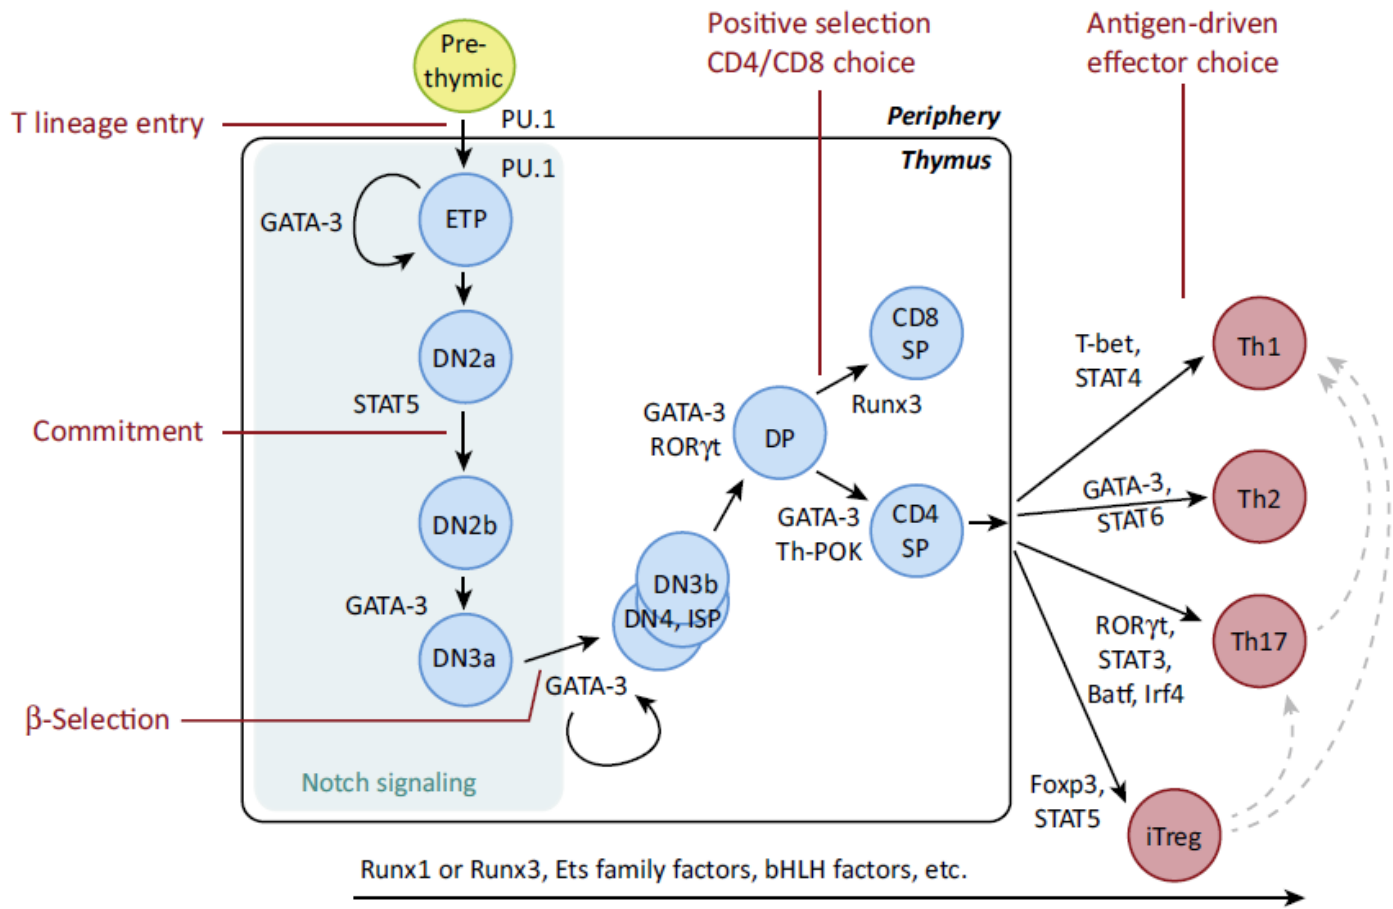 Pre-
thymic
Positive selection
CD4/CD8 choice
Antigen-driven
effector choice
T lineage entry
PU.1
Periphery
Thymus
PU.1
GATA-3
ETP
DN2a
STAT5
Commitment
DN2b
GATA-3
DN3a
β-Selection
GATA-3
Notch signaling
DN3b
DN4, ISP
GATA-3
RORγt
DP
CD8
SP
Runx3
GATA-3
Th-POK
CD4
SP
T-bet,
STAT4
Th1
GATA-3,
STAT6
Th2
RORγt,
STAT3,
Batf, Irf4
Th17
Foxp3,
STAT5
iTreg
Runx1 or Runx3, Ets family factors, bHLH factors, etc.